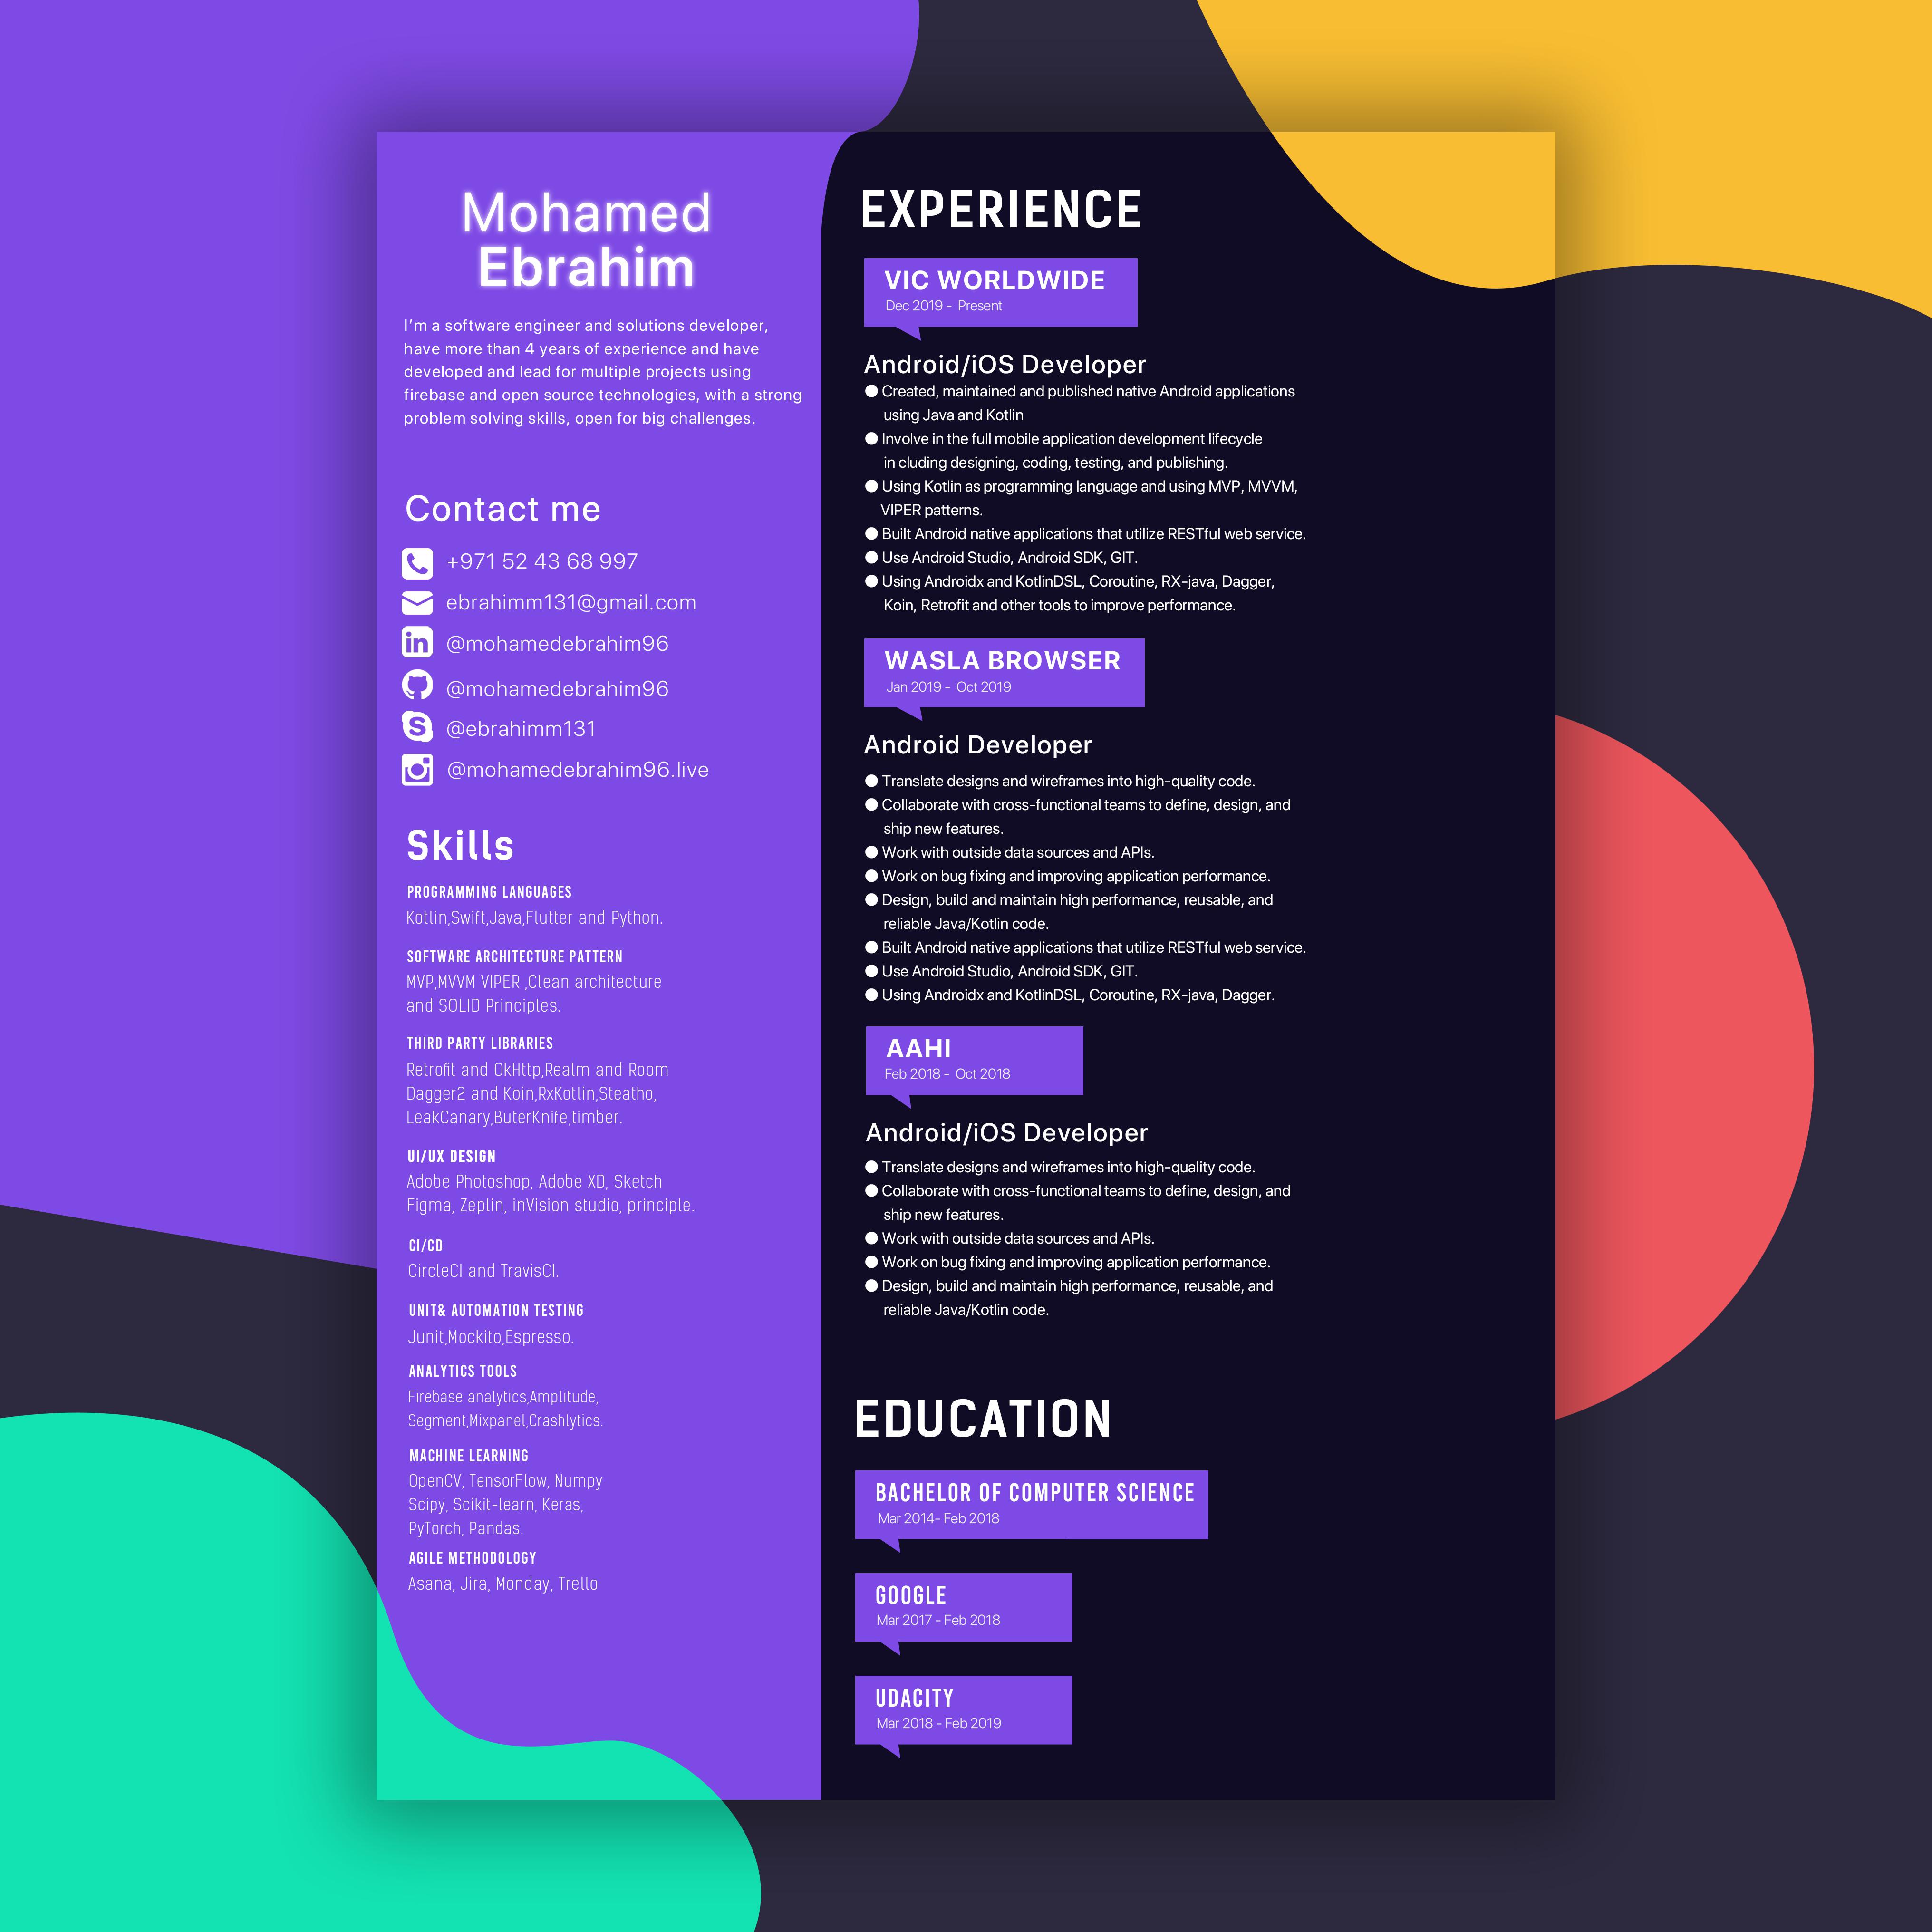 Mohamed
Ebrahim
I'm a software engineer and solutions developer,
have more than 4 years of experience and have
developed and lead for multiple projects using
firebase and open source technologies, with a strong
problem solving skills, open for big challenges.
Contact me
+971 52 43 68 997
ebrahimm131@gmail.com
@mohamedebrahim96
@mohamedebrahim96
@ebrahimm131
@mohamedebrahim96.live
Skills
PROGRAMMING LANGUAGES
Kotlin,Swift,Java,Flutter and Python.
SOFTWARE ARCHITECTURE PATTERN
MVP,MVVM VIPER ,Clean architecture
and SOLID Principles.
THIRD PARTY LIBRARIES
Retrofit and OkHttp,Realm and Room
Dagger2 and Koin,RxKotlin,Steatho,
LeakCanary,ButerKnife,timber.
UI/UX DESIGN
Adobe Photoshop, Adobe XD, Sketch
Figma, Zeplin, inVision studio, principle.
CI/CD
CircleCI and TravisCI.
UNIT& AUTOMATION TESTING
Junit,Mockito,Espresso.
ANALYTICS TOOLS
Firebase analytics,Amplitude,
Segment,Mixpanel,Crashlytics.
MACHINE LEARNING
OpenCV, TensorFlow, Numpy
Scipy, Scikit-learn, Keras,
PyTorch, Pandas.
AGILE METHODOLOGY
Asana, Jira, Monday, Trello
EXPERIENCE
VIC WORLDWIDE
Dec 2019 - Present
Android/iOS Developer
● Created, maintained and published native Android applications
using Java and Kotlin
● Involve in the full mobile application development lifecycle
in cluding designing, coding, testing, and publishing.
● Using Kotlin as programming language and using MVP, MVVM,
VIPER patterns.
● Built Android native applications that utilize RESTful web service.
● Use Android Studio, Android SDK, GIT.
● Using Androidx and KotlinDSL, Coroutine, RX-java, Dagger,
Koin, Retrofit and other tools to improve performance.
WASLA BROWSER
Jan 2019 - Oct 2019
Android Developer
● Translate designs and wireframes into high-quality code.
● Collaborate with cross-functional teams to define, design, and
ship new features.
● Work with outside data sources and APIs.
● Work on bug fixing and improving application performance.
● Design, build and maintain high performance, reusable, and
reliable Java/Kotlin code.
● Built Android native applications that utilize RESTful web service.
● Use Android Studio, Android SDK, GIT.
● Using Androidx and KotlinDSL, Coroutine, RX-java, Dagger.
AAHI
Feb 2018 - Oct 2018
Android/iOS Developer
● Translate designs and wireframes into high-quality code.
● Collaborate with cross-functional teams to define, design, and
ship new features.
● Work with outside data sources and APIs.
● Work on bug fixing and improving application performance.
● Design, build and maintain high performance, reusable, and
reliable Java/Kotlin code.
EDUCATION
BACHELOR OF COMPUTER SCIENCE
Mar 2014- Feb 2018
GOOGLE
Mar 2017 - Feb 2018
UDACITY
Mar 2018 - Feb 2019